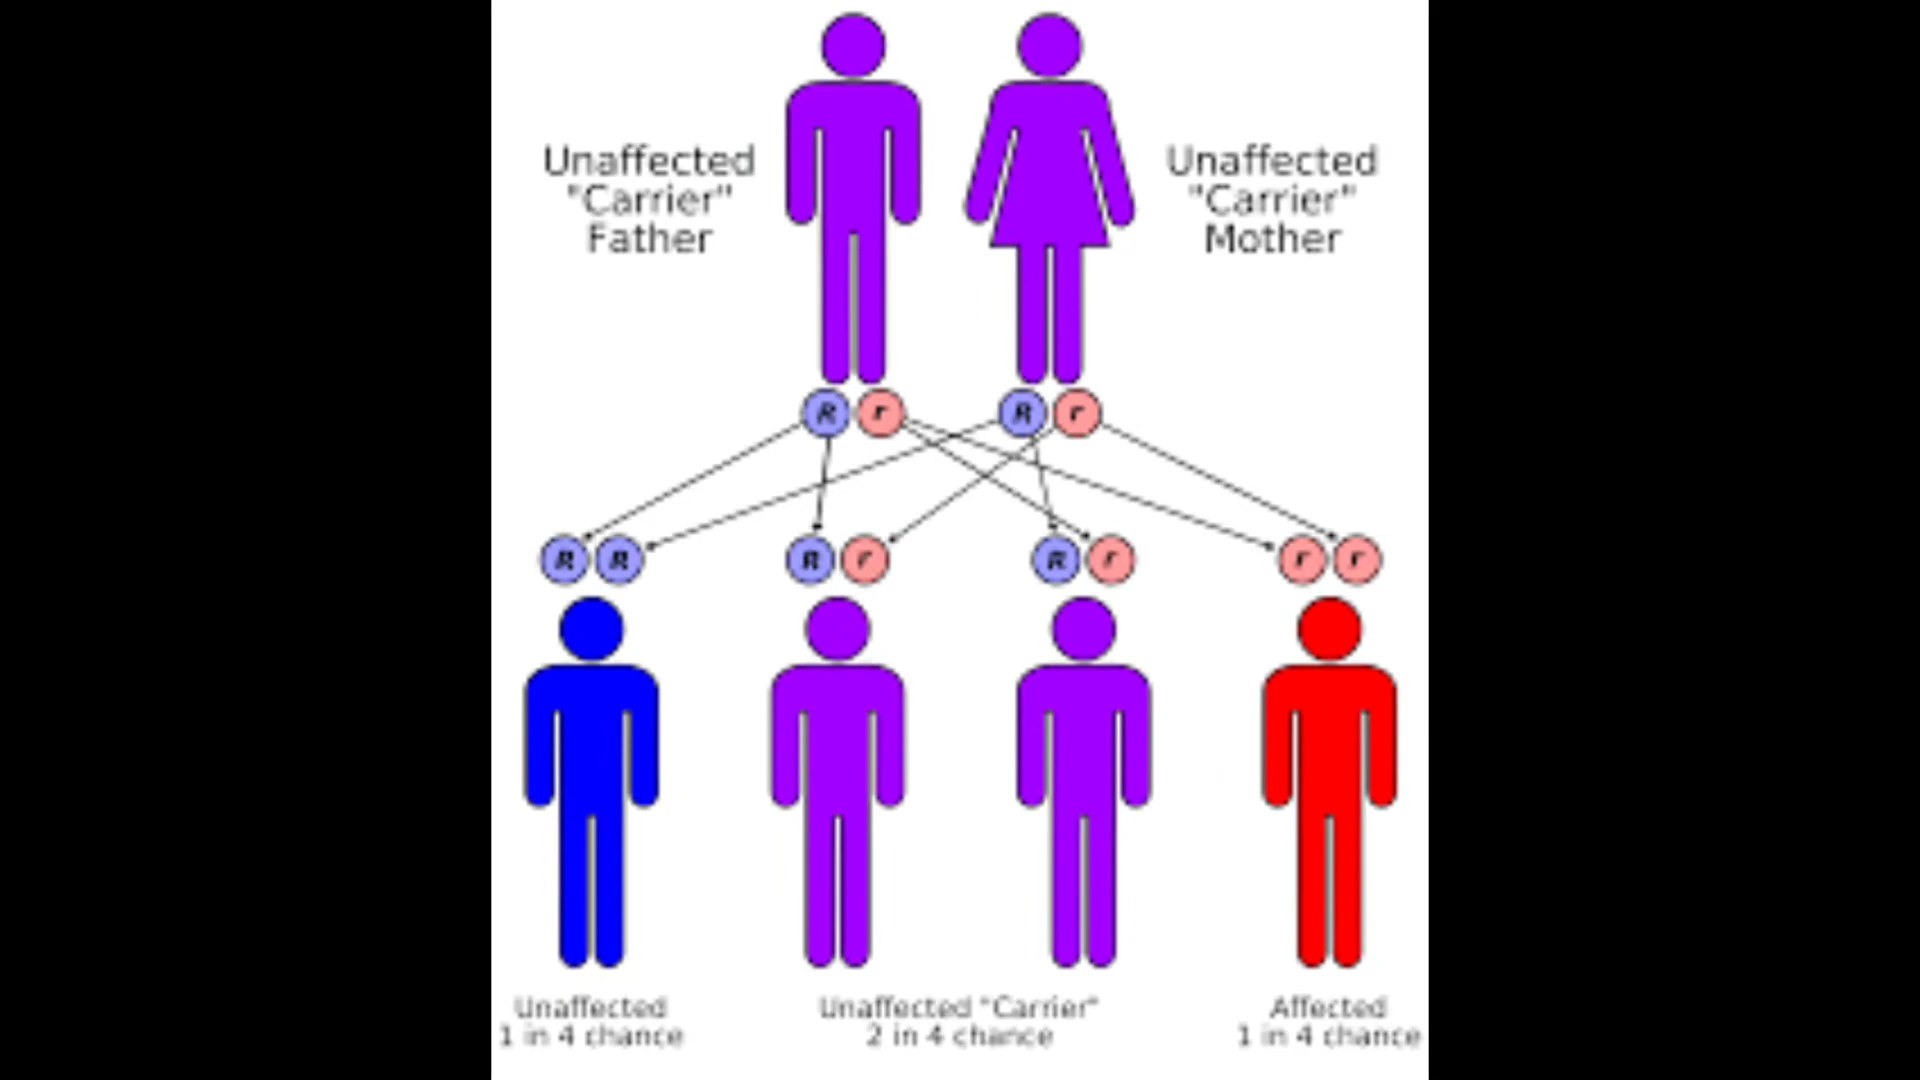 Unaffected
"Carrier"
Father
Unaffected
"Carrier"
Mother
R r R r
R R R r R r r r
Unaffected
1 in 4 chance
Unaffected "Carrier"
2 in 4 chance
Affected
1 in 4 chance